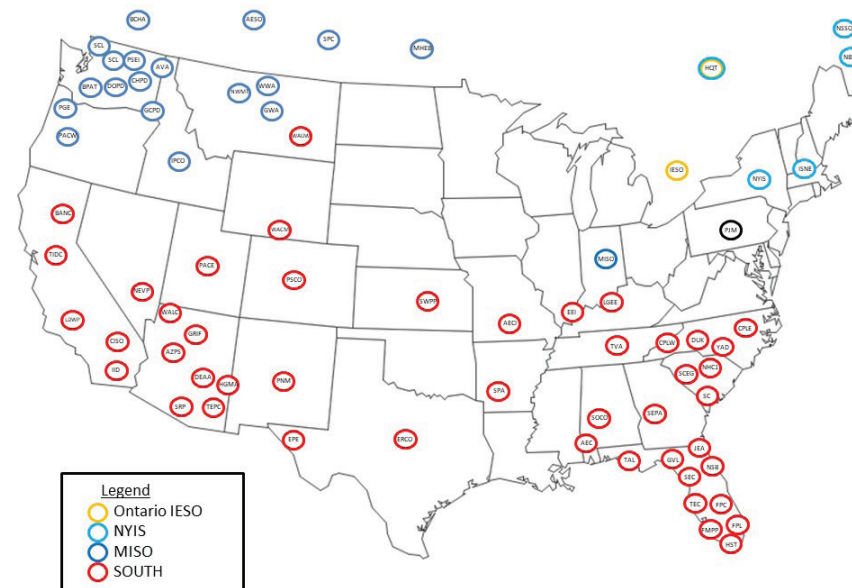 BCHA
AESO
SPC
MHEB
NSSO
NB
HQT
SCL
SCL
PSEI
AVA
BPAT
DOPD
CHPD
GCPD
PGE
PACW
IPCO
NWMT
WWA
GWA
WAUW
IESO
NYIS
ISNE
PJM
MISO
BANC
TIDC
NEVP
PACE
WACM
PSCO
SWPP
AECI
EEI
LGEE
LDWP
CISO
IID
WALC
GRIF
AZPS
DEAA
HGMA
SRP
TEPC
PNM
EPE
ERCO
SPA
TVA
CPLW
DUK
YAD
CPLE
SCEG
NHC1
SC
SOCO
SEPA
AEC
TAL
GVL
JEA
NSB
SEC
TEC
FPC
FMPP
FPL
HST
Legend
Ontario IESO
NYIS
MISO
SOUTH